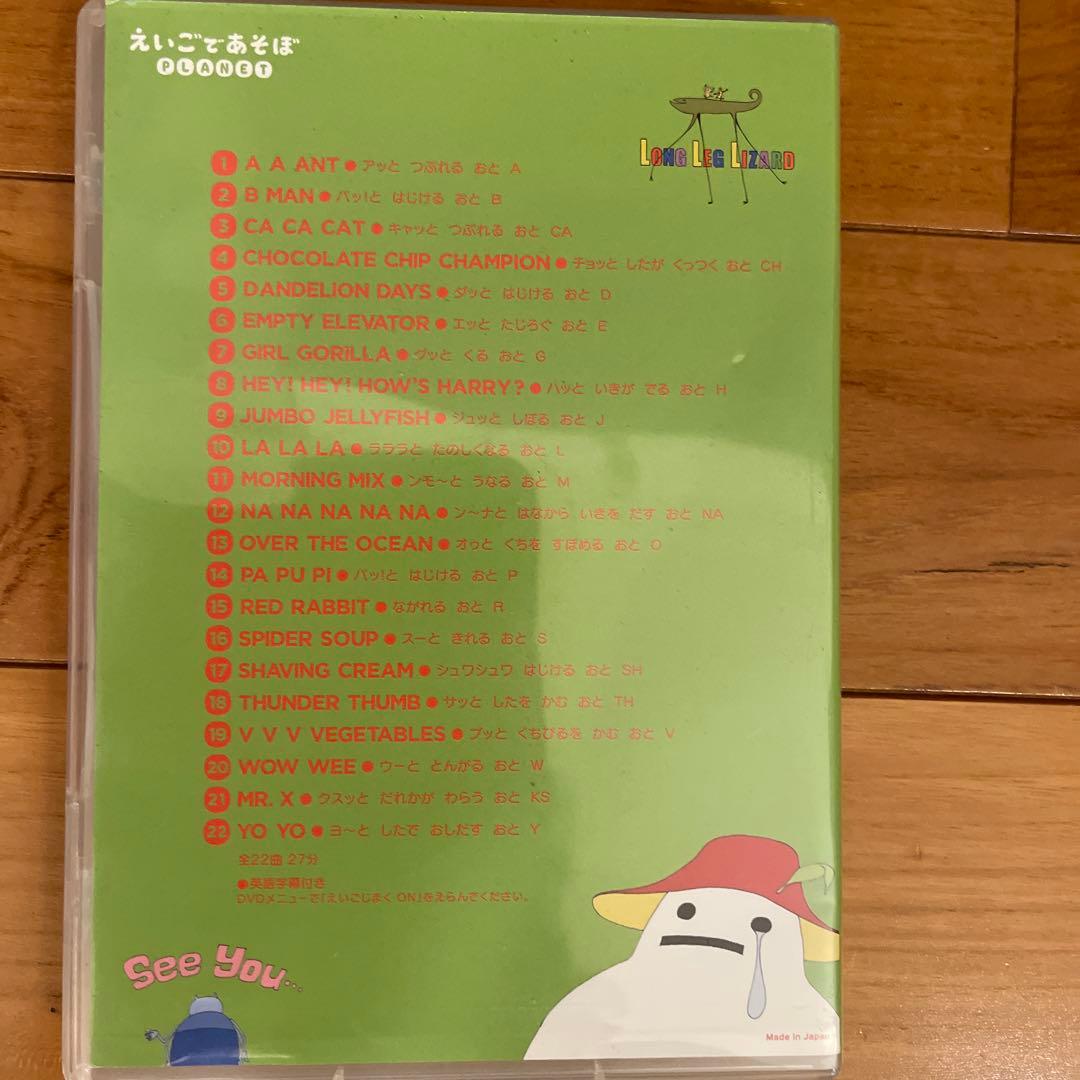 えいごであそぼ
PLANET
LONG LEG LIZARD
1 A A ANT ● アッと つぶれる おと A
2 B MAN ● バッ!と はじける おと B
3 CA CA CAT ● キャッと つぶれる おと CA
4 CHOCOLATE CHIP CHAMPION ● チョッと したが くっつく おと CH
5 DANDELION DAYS ● ダッと はじける おと D
6 EMPTY ELEVATOR ● エッと たじろぐ おと E
7 GIRL GORILLA ● グッと くる おと G
8 HEY! HEY! HOW'S HARRY? ● ハッと いきが でる おと H
9 JUMBO JELLYFISH ● ジュッと しぼる おと J
10 LA LA LA ● ラララと たのしくなる おと L
11 MORNING MIX ● ンモ〜と うなる おと M
12 NA NA NA NA NA ● ン〜ナと はなから いきを だす おと NA
13 OVER THE OCEAN ● オゥと くちを すぼめる おと O
14 PA PU PI ● パッ!と はじける おと P
15 RED RABBIT ● ながれる おと R
16 SPIDER SOUP ● スーと きれる おと S
17 SHAVING CREAM ● シュワシュワ はじける おと SH
18 THUNDER THUMB ● サッと したを かむ おと TH
19 V V V VEGETABLES ● ブッと くちびるを かむ おと V
20 WOW WEE ● ウーと とんがる おと W
21 MR. X ● クスッと だれかが わらう おと KS
22 YO YO ● ヨ〜と したで おしだす おと Y
全22曲 27分
●英語字幕付き
DVDメニューで「えいごじまく ON」をえらんでください。
See You...
Made in Japan